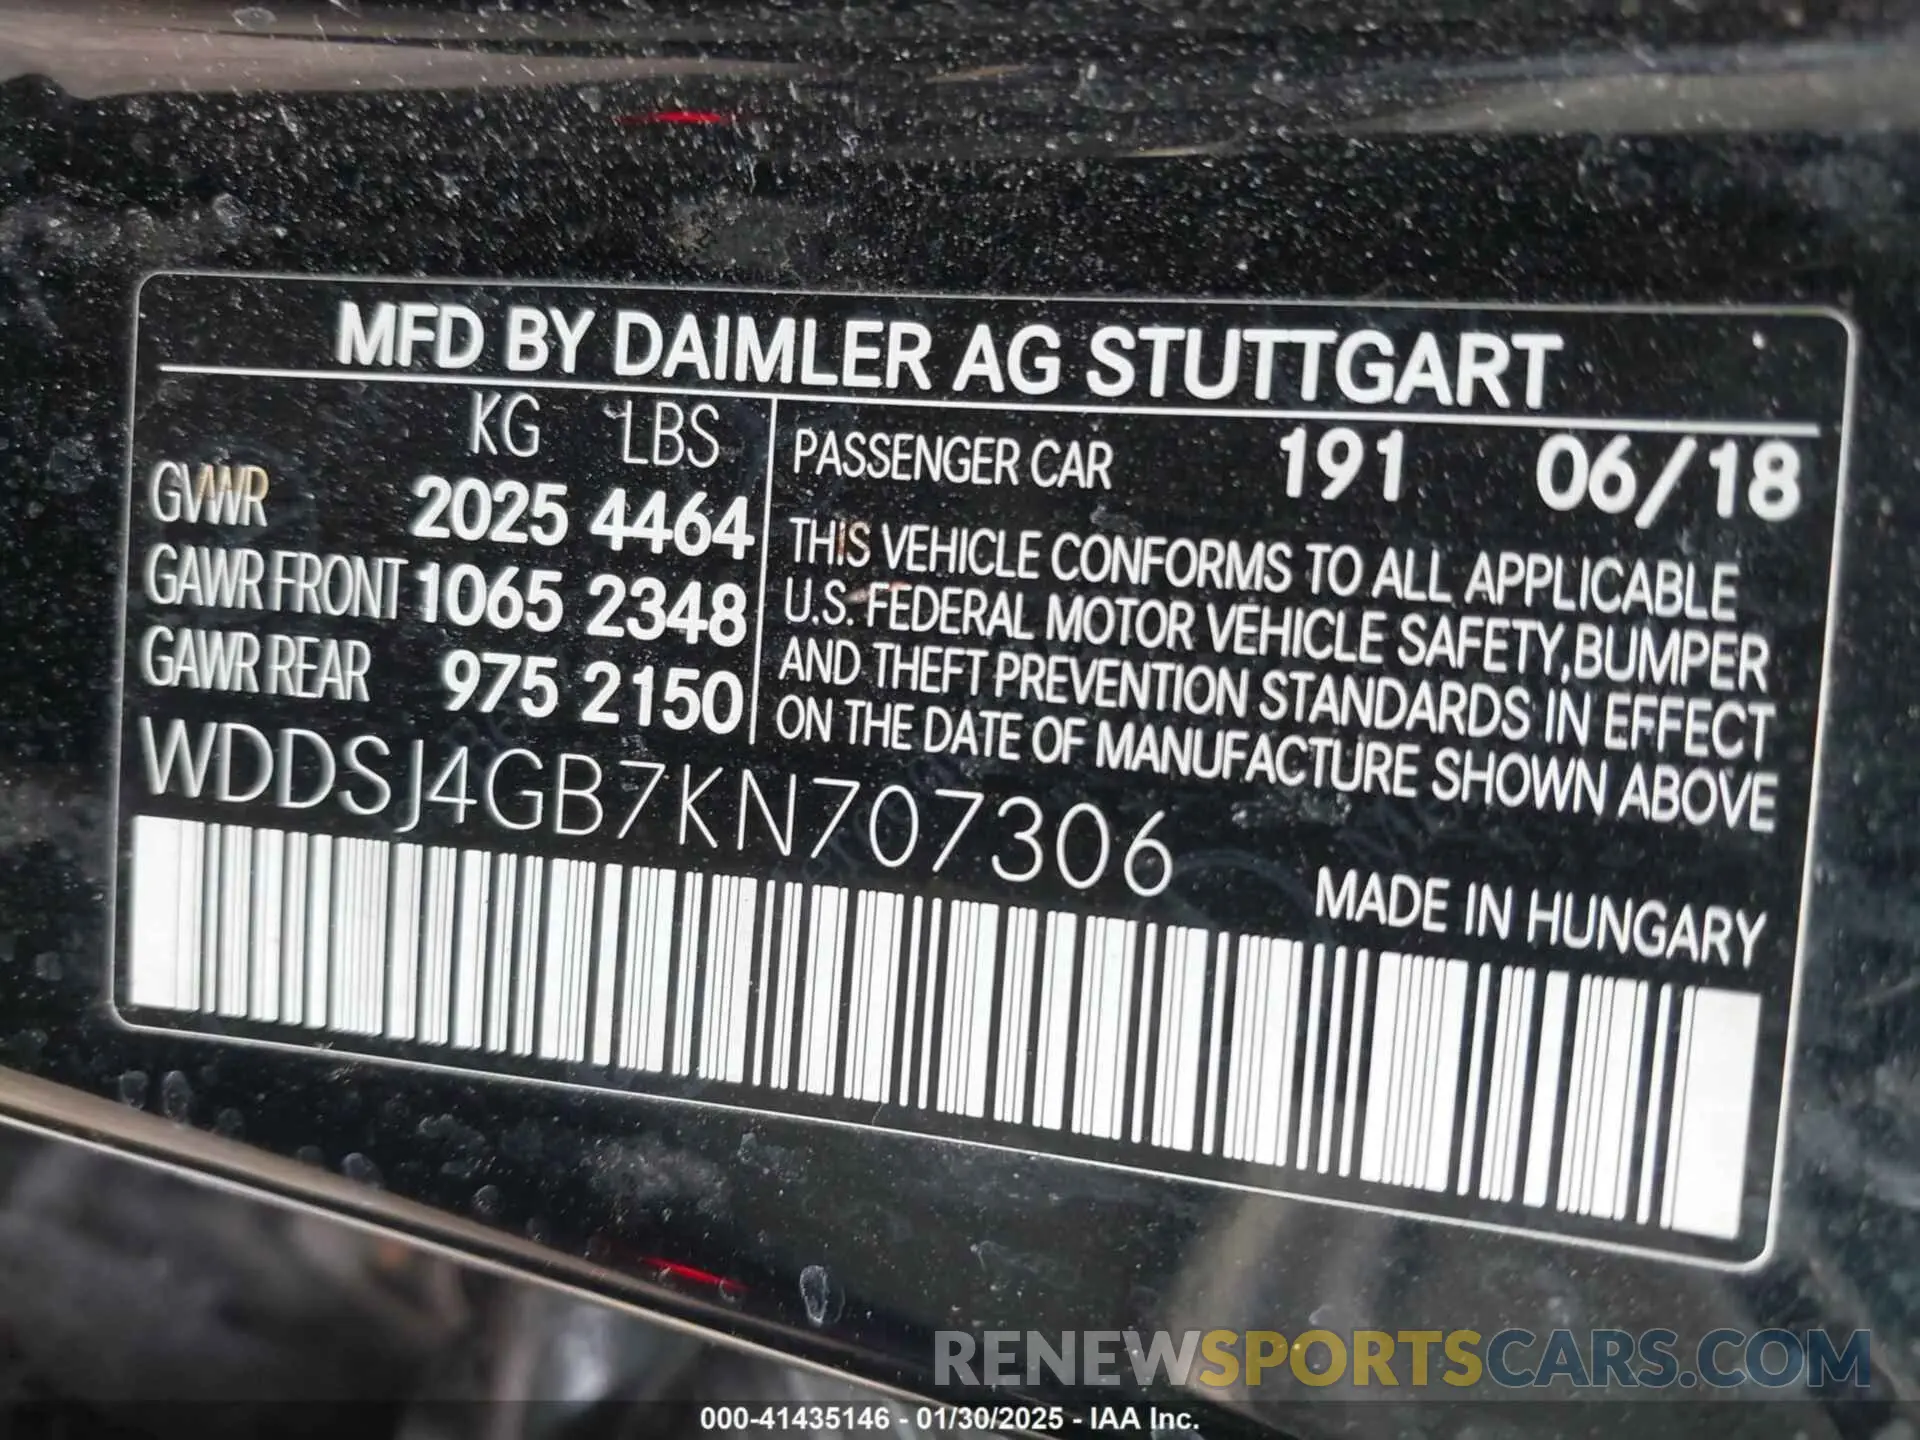 MFD BY DAIMLER AG STUTTGART
KG LBS
GVWR 2025 4464
GAWR FRONT 1065 2348
GAWR REAR 975 2150
PASSENGER CAR 191 06/18
THIS VEHICLE CONFORMS TO ALL APPLICABLE
U.S. FEDERAL MOTOR VEHICLE SAFETY,BUMPER
AND THEFT PREVENTION STANDARDS IN EFFECT
ON THE DATE OF MANUFACTURE SHOWN ABOVE
WDDSJ4GB7KN707306
MADE IN HUNGARY
RENEWSPORTSCARS.COM
000-41435146 - 01/30/2025 - IAA Inc.